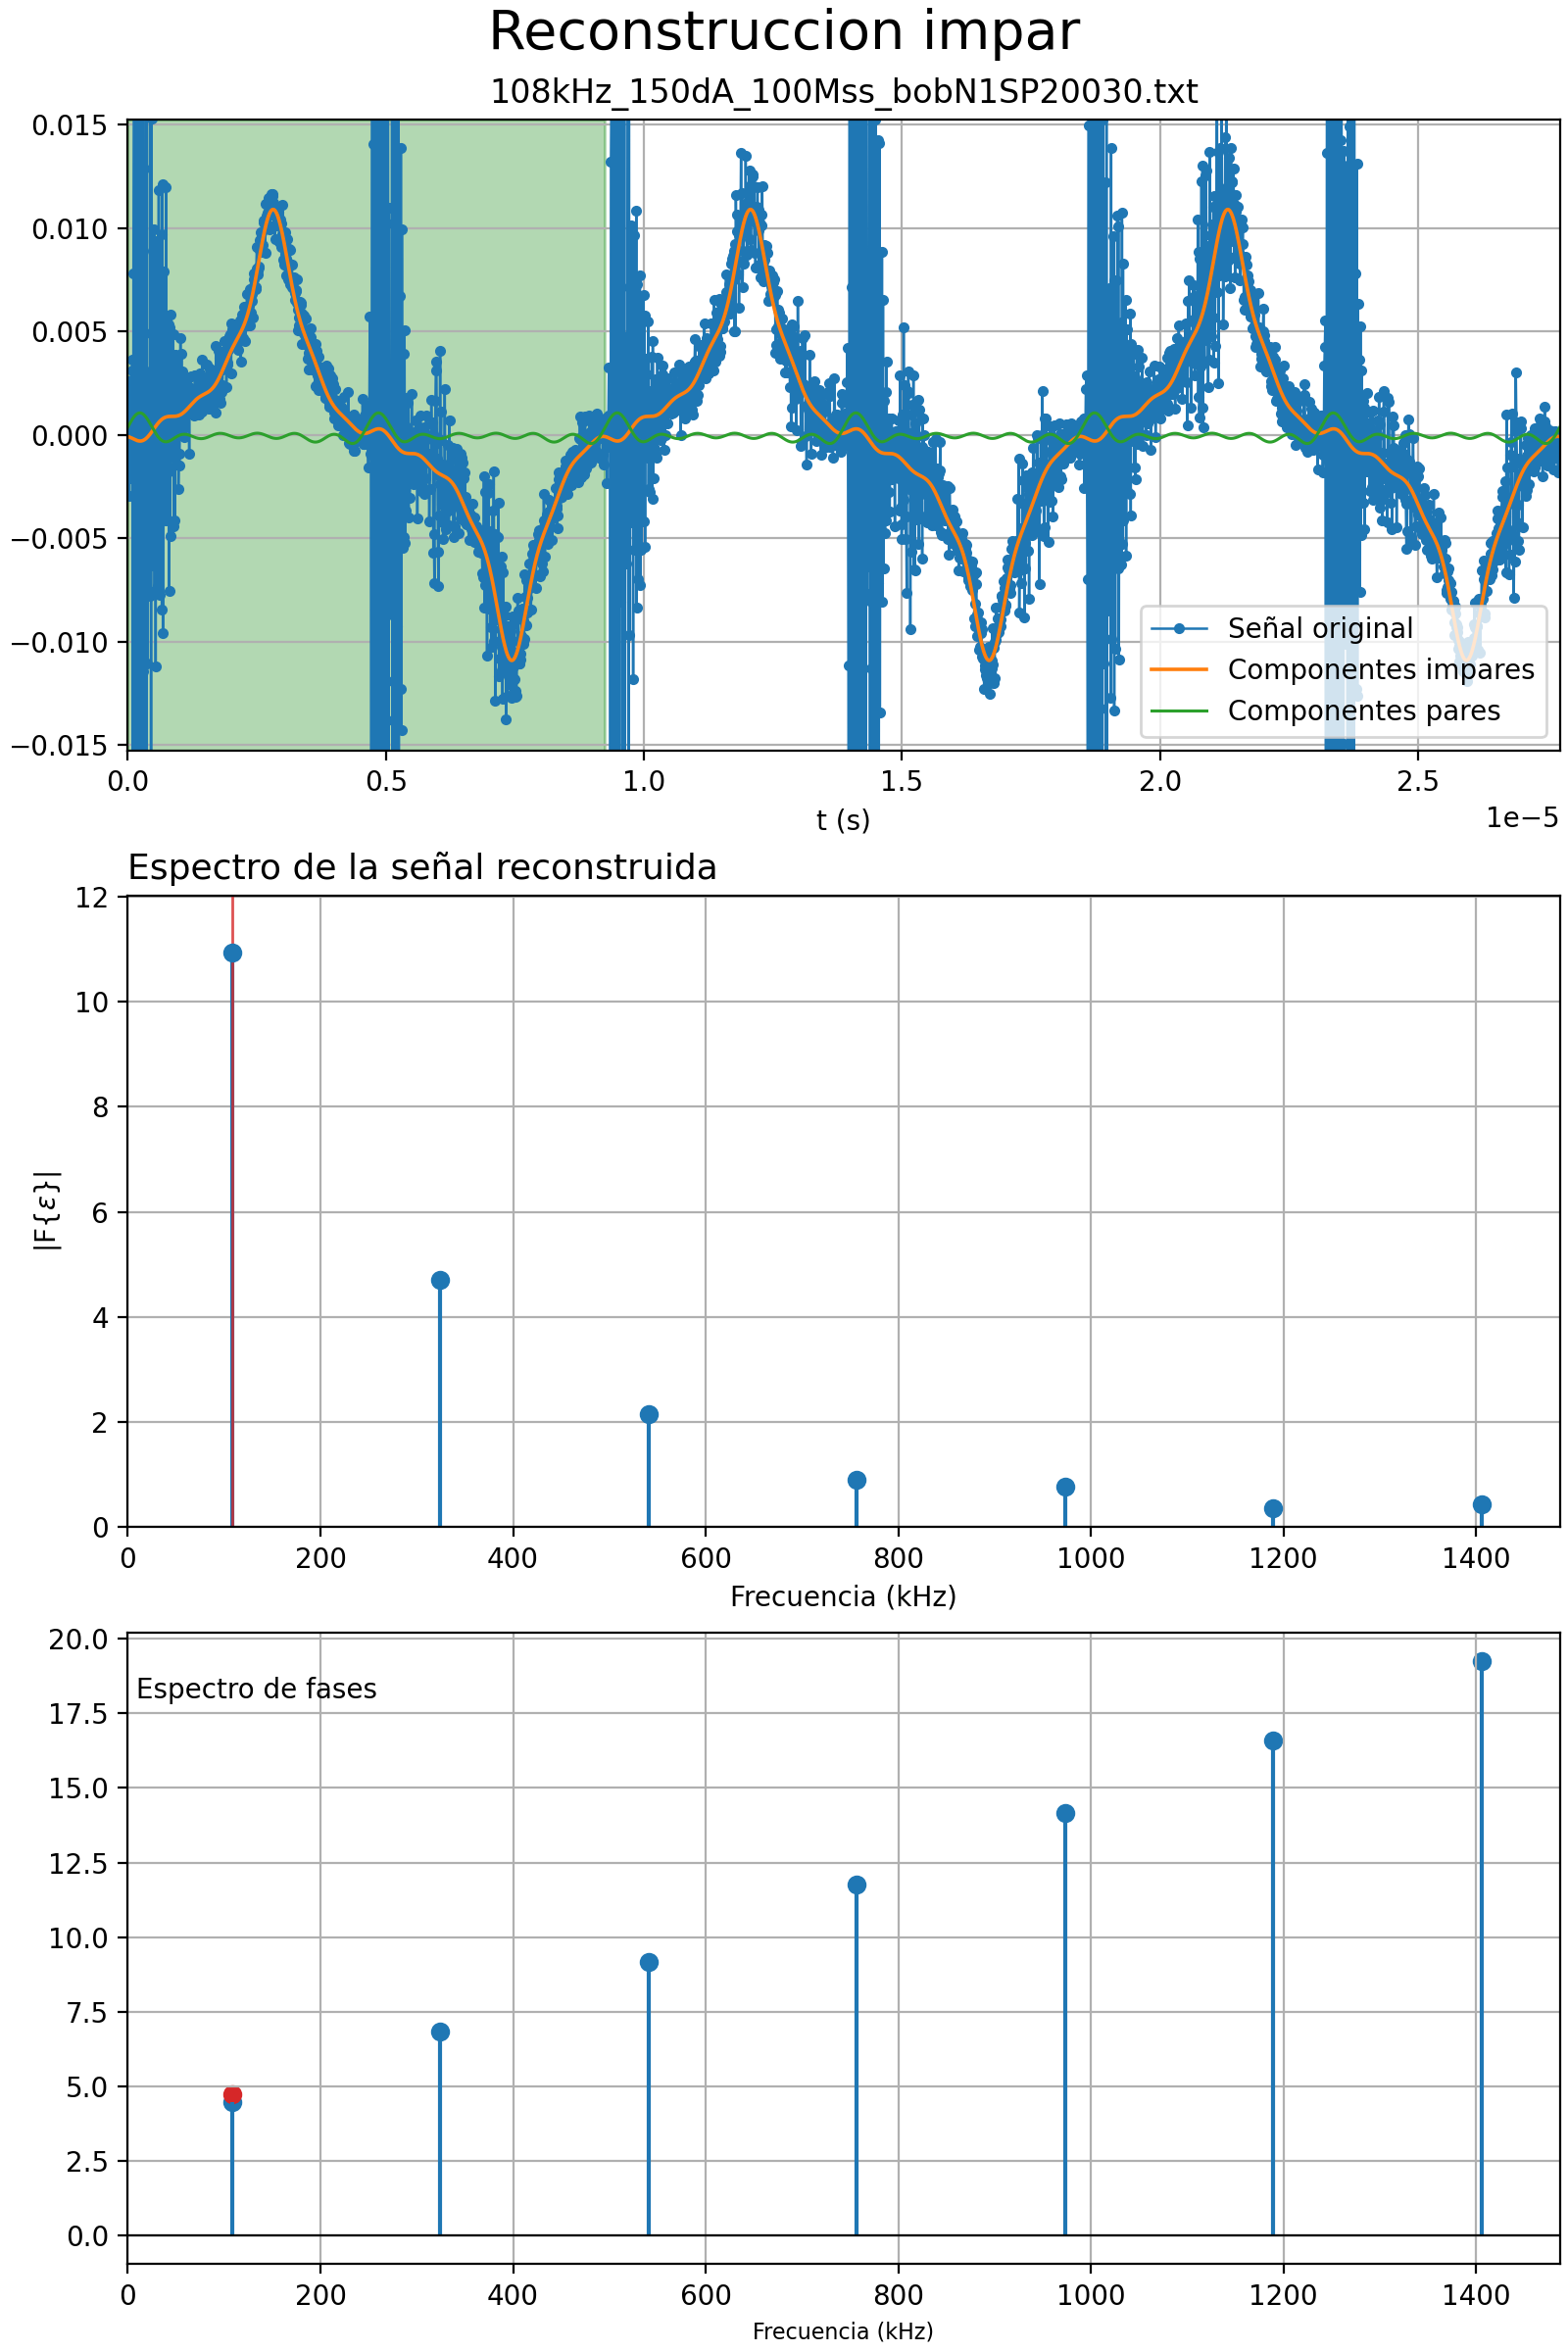 Reconstruccion impar
108kHz_150dA_100Mss_bobN1SP20030.txt
0.015
0.010
0.005
0.000
−0.005
−0.010
−0.015
Señal original
Componentes impares
Componentes pares
0.0 0.5 1.0 1.5 2.0 2.5
t (s)
1e−5
Espectro de la señal reconstruida
12
10
8
6
4
2
0
|F{ε}|
0 200 400 600 800 1000 1200 1400
Frecuencia (kHz)
Espectro de fases
20.0
17.5
15.0
12.5
10.0
7.5
5.0
2.5
0.0
0 200 400 600 800 1000 1200 1400
Frecuencia (kHz)